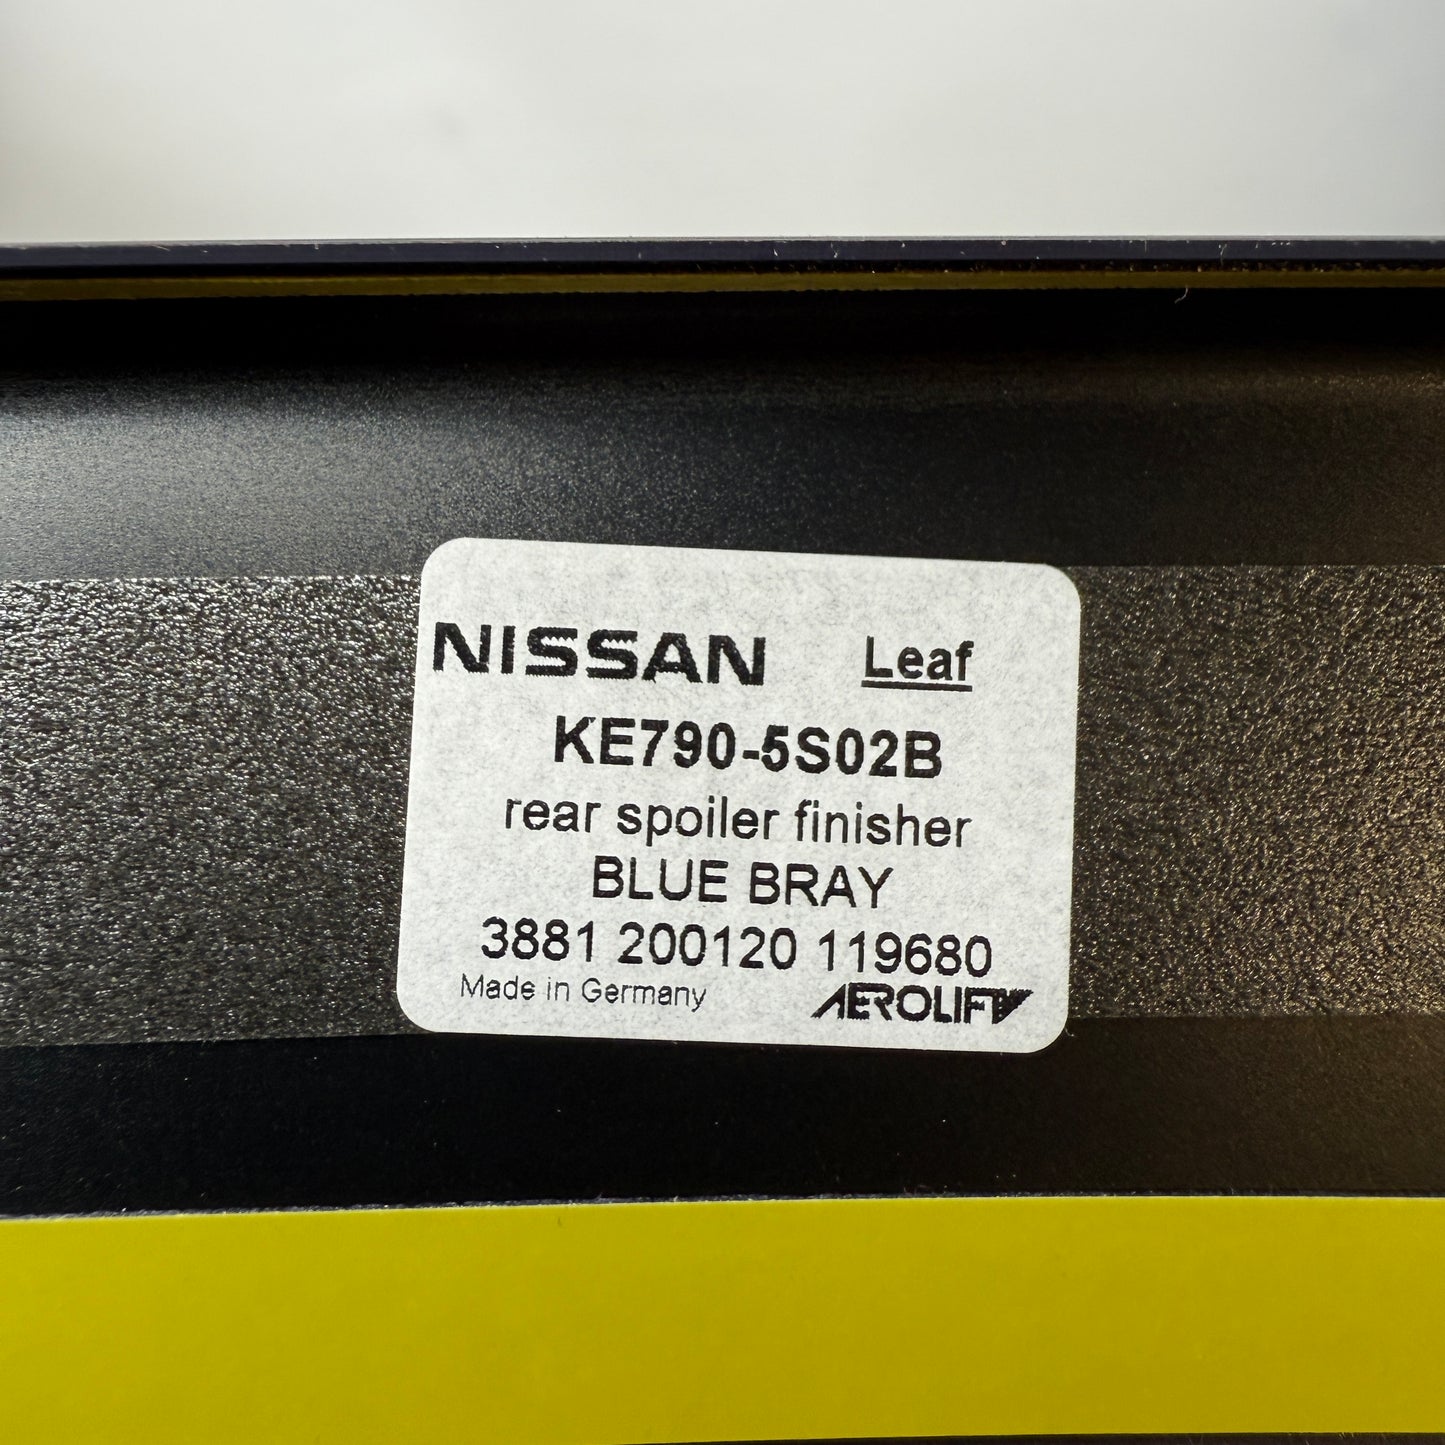 NISSAN Leaf
KE790-5S02B
rear spoiler finisher
BLUE BRAY
3881 200120 119680
Made in Germany AEROLIFT